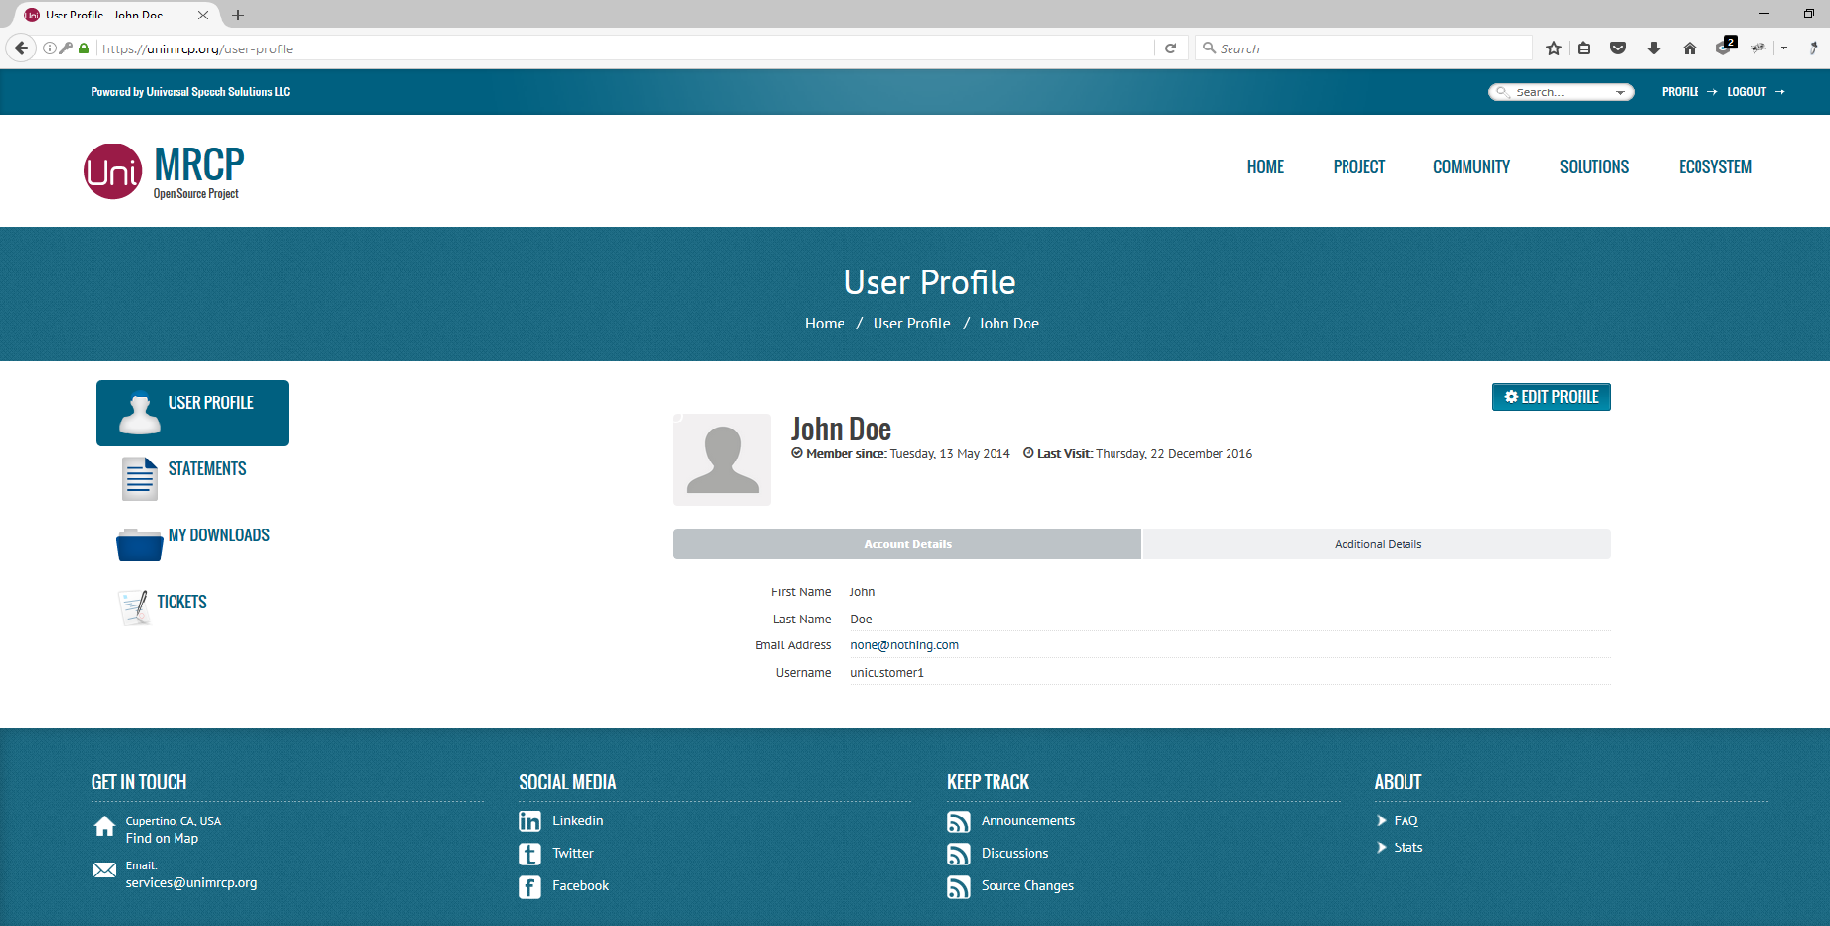 User Profile - John Doe
https://unimrcp.org/user-profile
Search
2
Powered by Universal Speech Solutions LLC
Search...
PROFILE
LOGOUT
Uni
MRCP
OpenSource Project
HOME
PROJECT
COMMUNITY
SOLUTIONS
ECOSYSTEM
User Profile
Home / User Profile / John Doe
USER PROFILE
STATEMENTS
MY DOWNLOADS
TICKETS
EDIT PROFILE
John Doe
Member since: Tuesday, 13 May 2014 Last Visit: Thursday, 22 December 2016
Account Details
Additional Details
First Name John
Last Name Doe
Email Address none@nothing.com
Username unicustomer1
GET IN TOUCH
Cupertino CA, USA
Find on Map
Email:
services@unimrcp.org
SOCIAL MEDIA
Linkedin
Twitter
Facebook
KEEP TRACK
Announcements
Discussions
Source Changes
ABOUT
FAQ
Stats